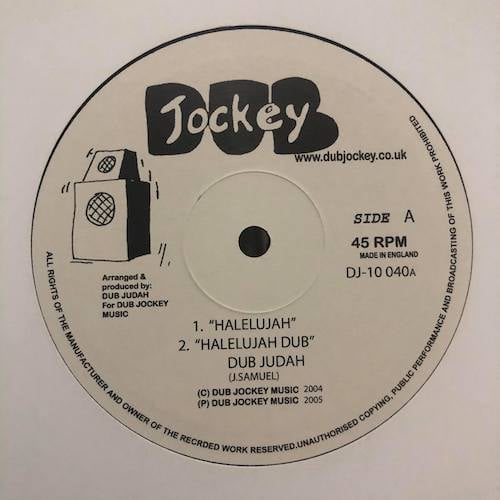 DUB
Jockey
www.dubjockey.co.uk
SIDE A
45 RPM
MADE IN ENGLAND
DJ-10 040A
Arranged &
produced by:
DUB JUDAH
For DUB JOCKEY
MUSIC
1. "HALELUJAH"
2. "HALELUJAH DUB"
DUB JUDAH
(J.SAMUEL)
(C) DUB JOCKEY MUSIC 2004
(P) DUB JOCKEY MUSIC 2005
ALL RIGHTS OF THE MANUFACTURER AND OWNER OF THE RECRDED WORK RESERVED.UNAUTHORISED COPYING, PUBLIC PERFORMANCE AND BROADCASTING OF THIS WORK PROHIBITED